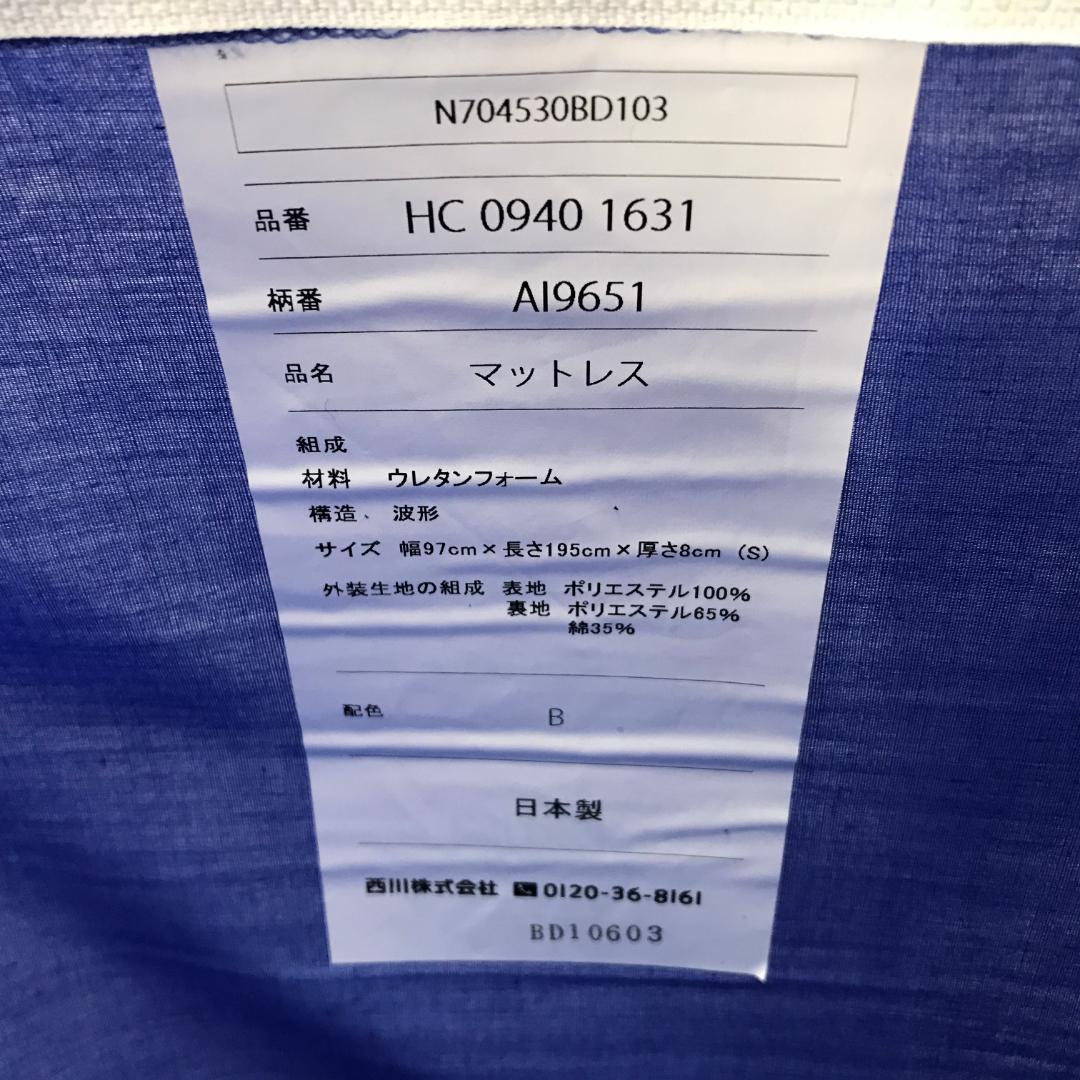 N704530BD103
品番 HC 0940 1631
柄番 AI9651
品名 マットレス
組成
材料 ウレタンフォーム
構造、 波形
サイズ 幅97cm×長さ195cm×厚さ8cm (S)
外装生地の組成 表地 ポリエステル100%
裏地 ポリエステル65%
綿35%
配色 B
日本製
西川株式会社 0120-36-8161
BD10603